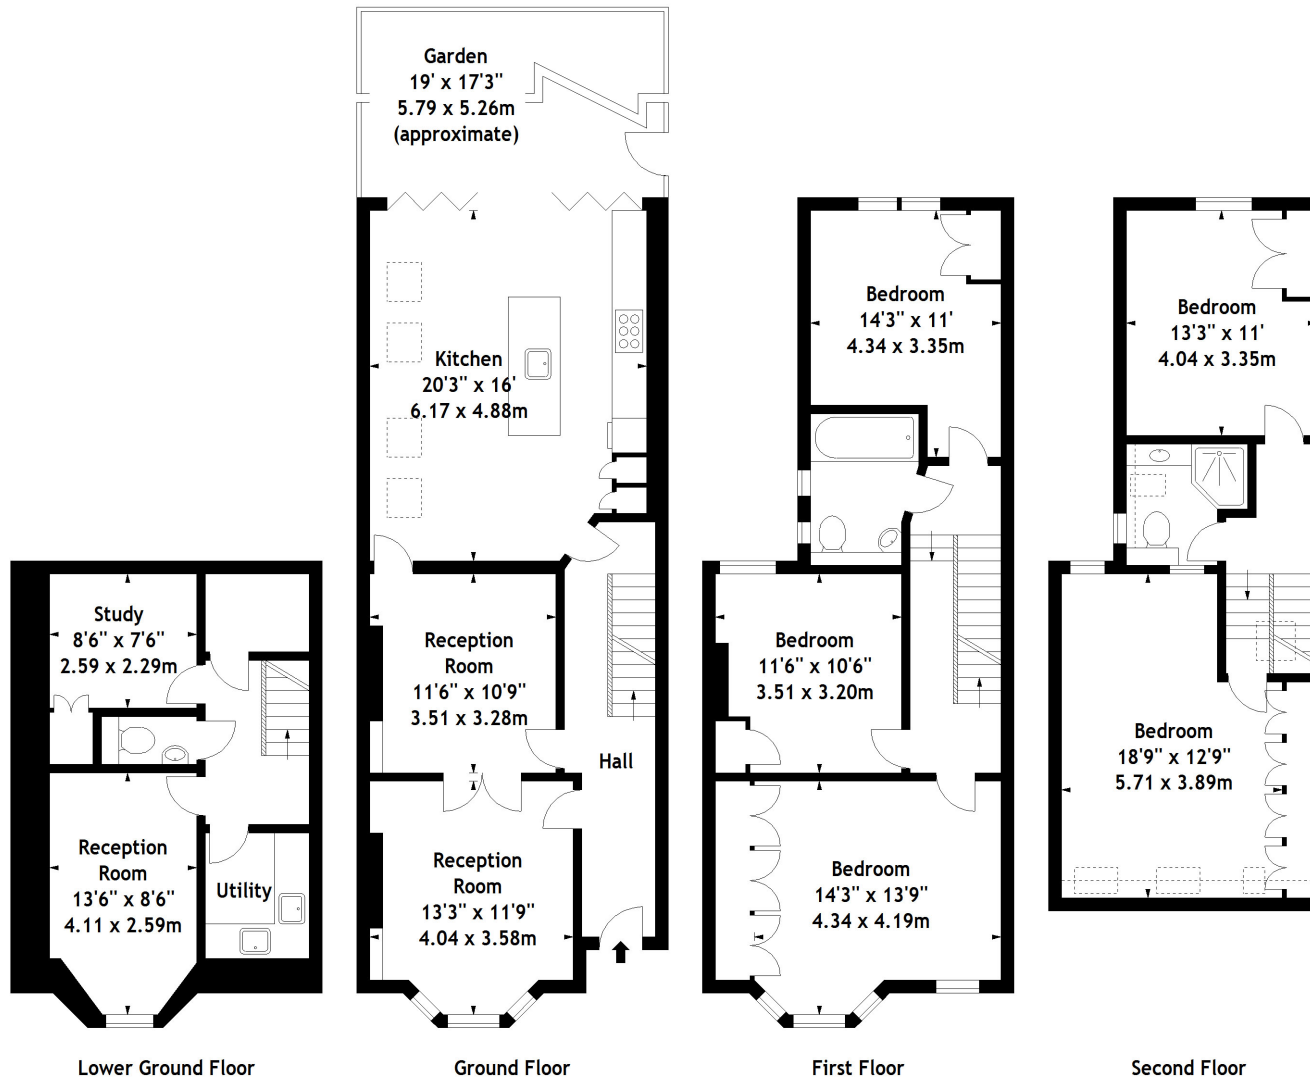 Garden
19' x 17'3"
5.79 x 5.26m
(approximate)
Kitchen
20'3" x 16'
6.17 x 4.88m
Bedroom
14'3" x 11'
4.34 x 3.35m
Bedroom
13'3" x 11'
4.04 x 3.35m
Study
8'6" x 7'6"
2.59 x 2.29m
Reception
Room
11'6" x 10'9"
3.51 x 3.28m
Bedroom
11'6" x 10'6"
3.51 x 3.20m
Hall
Bedroom
18'9" x 12'9"
5.71 x 3.89m
Reception
Room
13'6" x 8'6"
4.11 x 2.59m
Utility
Reception
Room
13'3" x 11'9"
4.04 x 3.58m
Bedroom
14'3" x 13'9"
4.34 x 4.19m
Lower Ground Floor
Ground Floor
First Floor
Second Floor